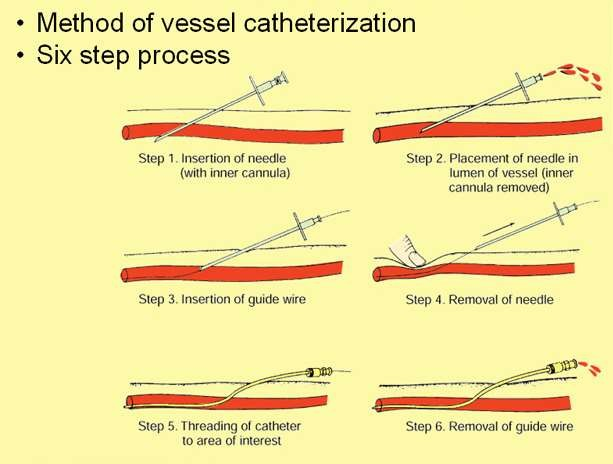 • Method of vessel catheterization
• Six step process
Step 1. Insertion of needle
(with inner cannula)
Step 2. Placement of needle in
lumen of vessel (inner
cannula removed)
Step 3. Insertion of guide wire
Step 4. Removal of needle
Step 5. Threading of catheter
to area of interest
Step 6. Removal of guide wire